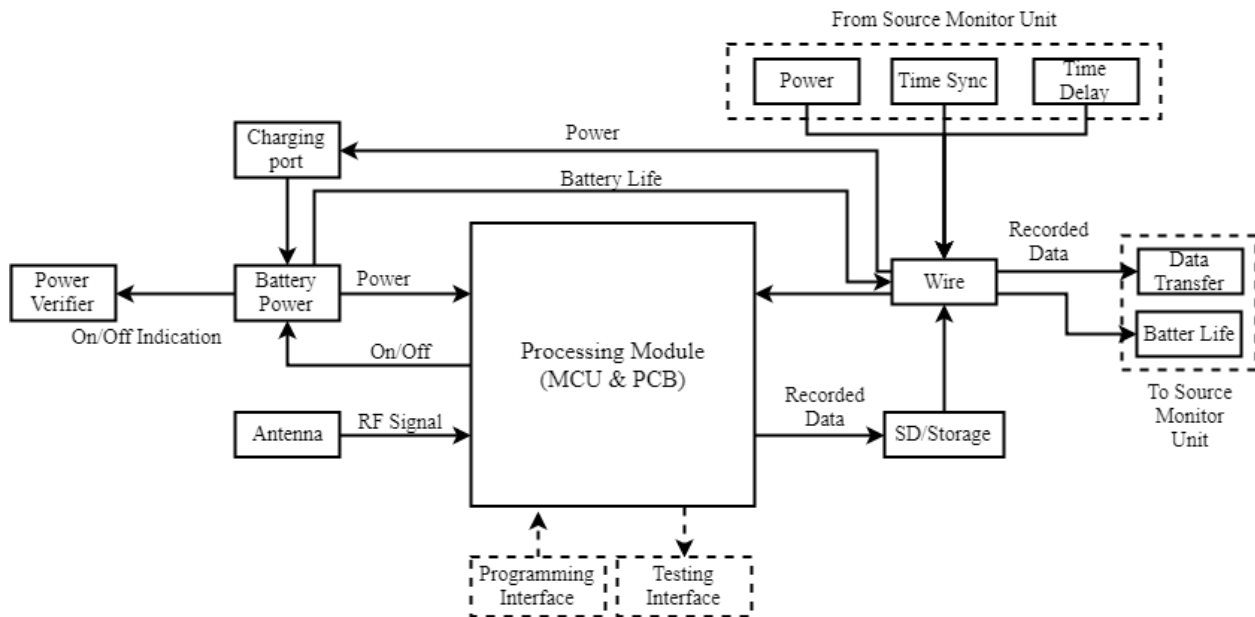 From Source Monitor Unit
Power
Time Sync
Time
Delay
Charging
port
Power
Battery Life
Recorded
Data
Power
Verifier
Battery
Power
Power
Wire
Data
Transfer
On/Off Indication
On/Off
Processing Module
(MCU & PCB)
Batter Life
Antenna
RF Signal
Recorded
Data
SD/Storage
To Source
Monitor
Unit
Programming
Interface
Testing
Interface